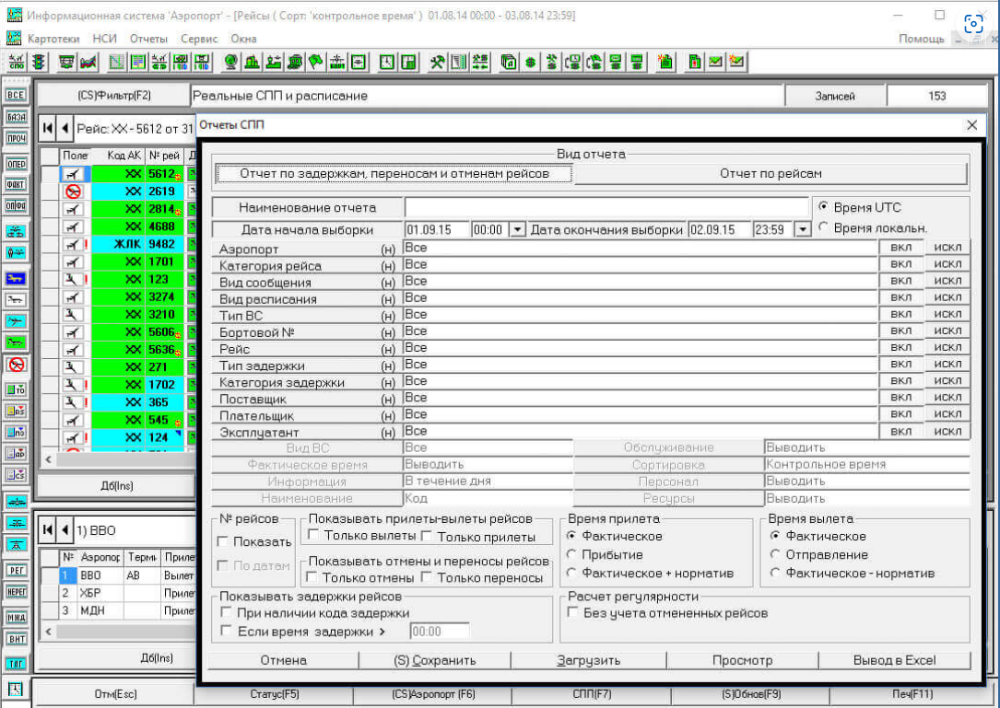 Информационная система 'Аэропорт' - [Рейсы ( Сорт: 'контрольное время' ) 01.08.14 00:00 - 03.08.14 23:59]
Картотеки НСИ Отчеты Сервис Окна Помощь
ВСЕ (CS)Фильтр(F2) Реальные СПП и расписание Записей 153
БАЗА Рейс: XX - 5612 от 31
ПРОЧ
ОПЕР
ФАКТ
Поле Код АК № рей
XX 5612
XX 2619
XX 2814
XX 4688
ЖЛК 9482
XX 1701
XX 123
XX 3274
XX 3210
XX 5606
XX 5636
XX 271
XX 1702
XX 365
XX 545
XX 124
Дб(Ins)
1) ВВО
№ Аэропор Терми Приле
1 ВВО АВ Вылет
2 ХБР Приле
3 МДН Приле
РЕГ
НЕРЕГ
МЖД
ВНТ
ТЛГ
Дб(Ins)
Отчеты СПП
Вид отчета
Отчет по задержкам, переносам и отменам рейсов Отчет по рейсам
Наименование отчета Время UTC
Дата начала выборки 01.09.15 00:00 Дата окончания выборки 02.09.15 23:59 Время локальн.
Аэропорт (н) Все вкл искл
Категория рейса (н) Все вкл искл
Вид сообщения (н) Все вкл искл
Вид расписания (н) Все вкл искл
Тип ВС (н) Все вкл искл
Бортовой № (н) Все вкл искл
Рейс (н) Все вкл искл
Тип задержки (н) Все вкл искл
Категория задержки (н) Все вкл искл
Поставщик (н) Все вкл искл
Плательщик (н) Все вкл искл
Эксплуатант (н) Все вкл искл
Вид ВС Все Обслуживание Выводить
Фактическое время Выводить Сортировка Контрольное время
Информация В течение дня Персонал Выводить
Наименование Код Ресурсы Выводить
№ рейсов Показывать прилеты-вылеты рейсов Время прилета Время вылета
Показать Только вылеты Только прилеты Фактическое Фактическое
По датам Показывать отмены и переносы рейсов Прибытие Отправление
Только отмены Только переносы Фактическое + норматив Фактическое - норматив
Показывать задержки рейсов Расчет регулярности
При наличии кода задержки Без учета отмененных рейсов
Если время задержки > 00:00
Отмена (S) Сохранить Загрузить Просмотр Вывод в Excel
Отм(Esc) Статус(F5) (CS)Аэропорт (F6) СПП(F7) (S)Обнов(F9) Печ(F11)